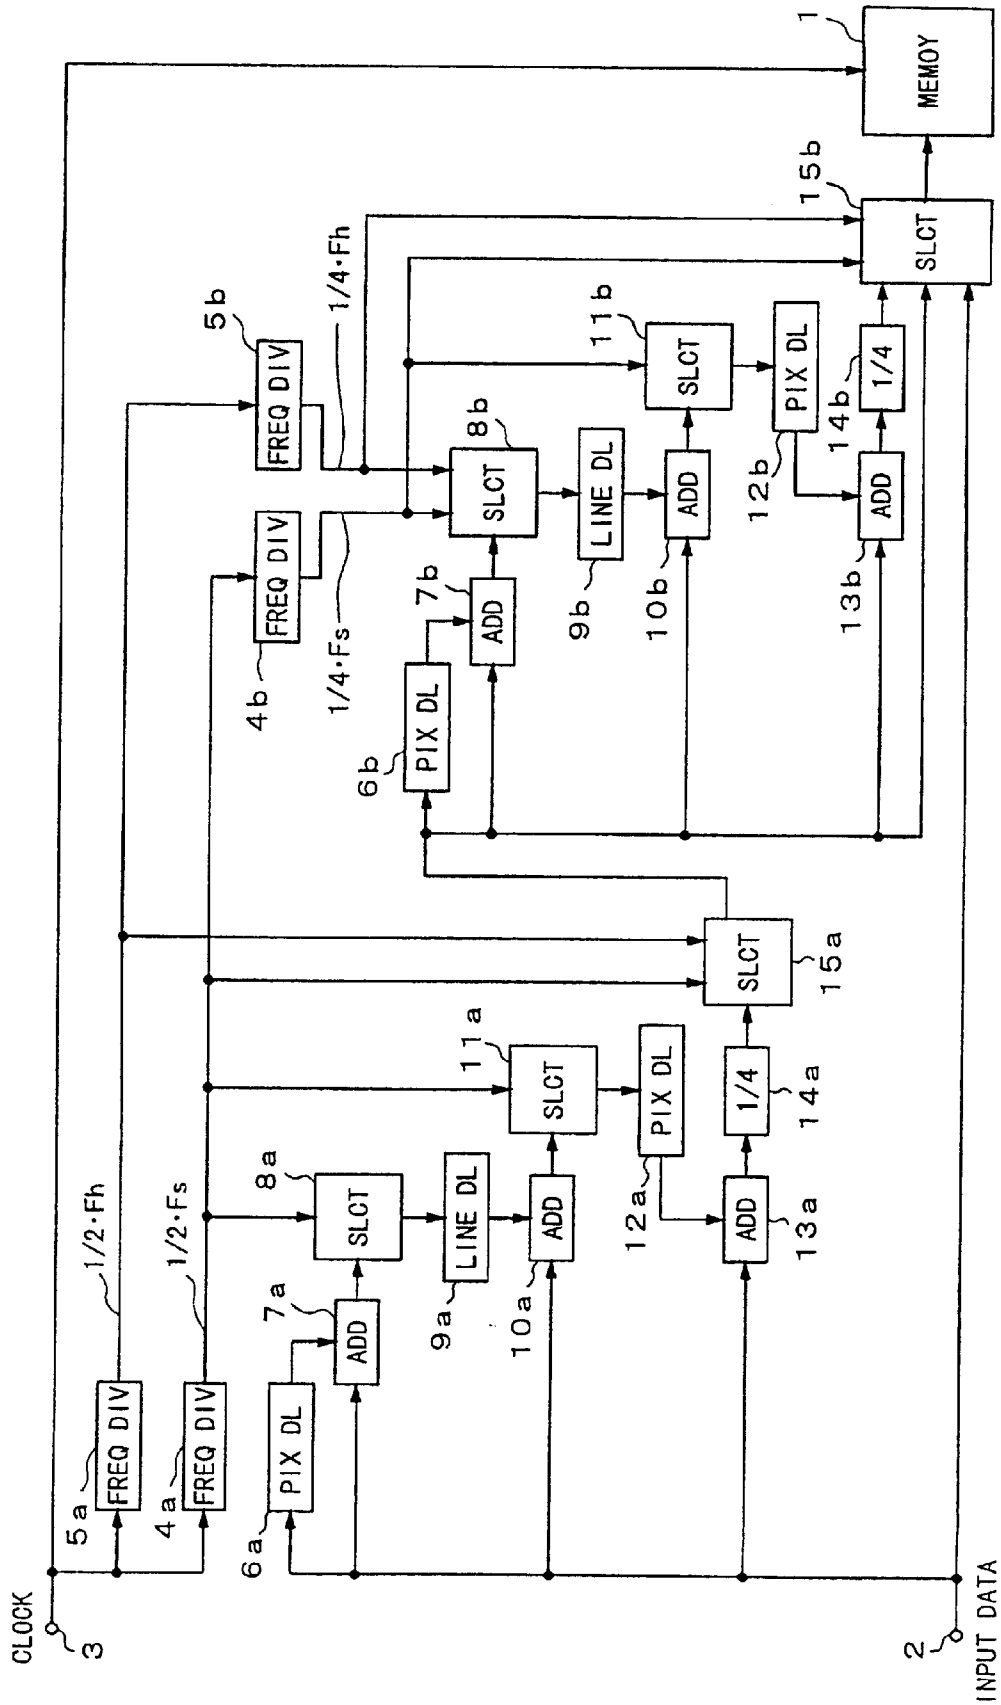 CLOCK
3
5a
FREQ DIV
1/2·Fh
4a
FREQ DIV
1/2·Fs
6a
PIX DL
7a
ADD
8a
SLCT
9a
LINE DL
10a
ADD
11a
SLCT
12a
PIX DL
13a
ADD
14a
1/4
15a
SLCT
4b
FREQ DIV
1/4·Fs
5b
FREQ DIV
1/4·Fh
6b
PIX DL
7b
ADD
8b
SLCT
9b
LINE DL
10b
ADD
11b
SLCT
12b
PIX DL
13b
ADD
14b
1/4
15b
SLCT
1
MEMOY
2
INPUT DATA